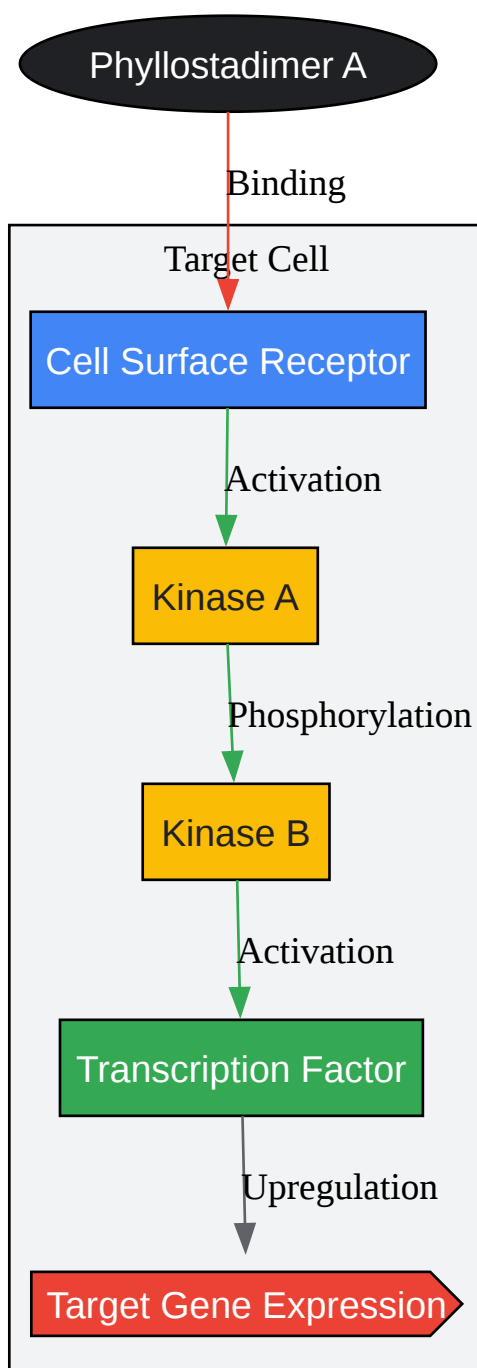 Phyllostadimer A
Binding
Target Cell
Cell Surface Receptor
Activation
Kinase A
Phosphorylation
Kinase B
Activation
Transcription Factor
Upregulation
Target Gene Expression